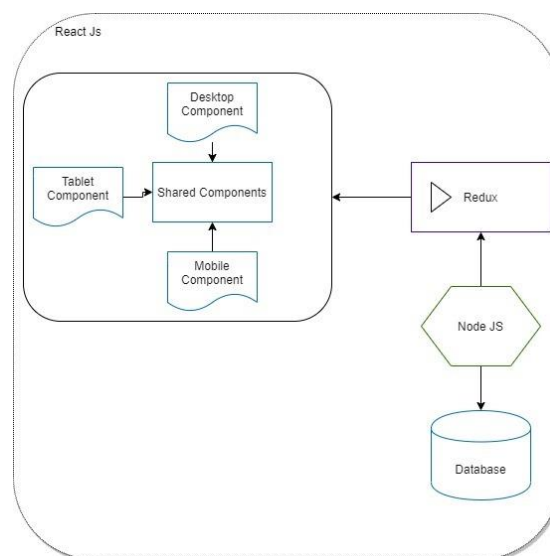 React Js
Desktop
Component
Tablet
Component
Shared Components
Mobile
Component
Redux
Node JS
Database